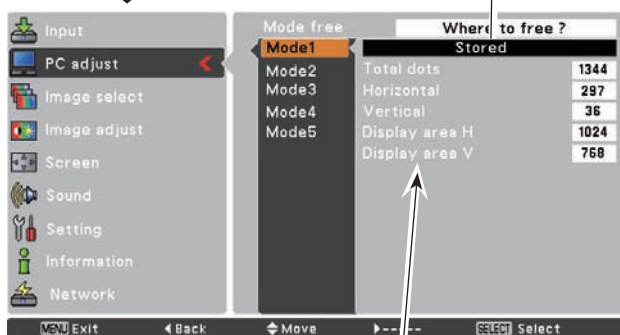 Input
PC adjust
Image select
Image adjust
Screen
Sound
Setting
Information
Network
Mode free
Mode1
Mode2
Mode3
Mode4
Mode5
Where to free ?
Stored
Total dots 1344
Horizontal 297
Vertical 36
Display area H 1024
Display area V 768
MENU Exit Back Move ----- SELECT Select